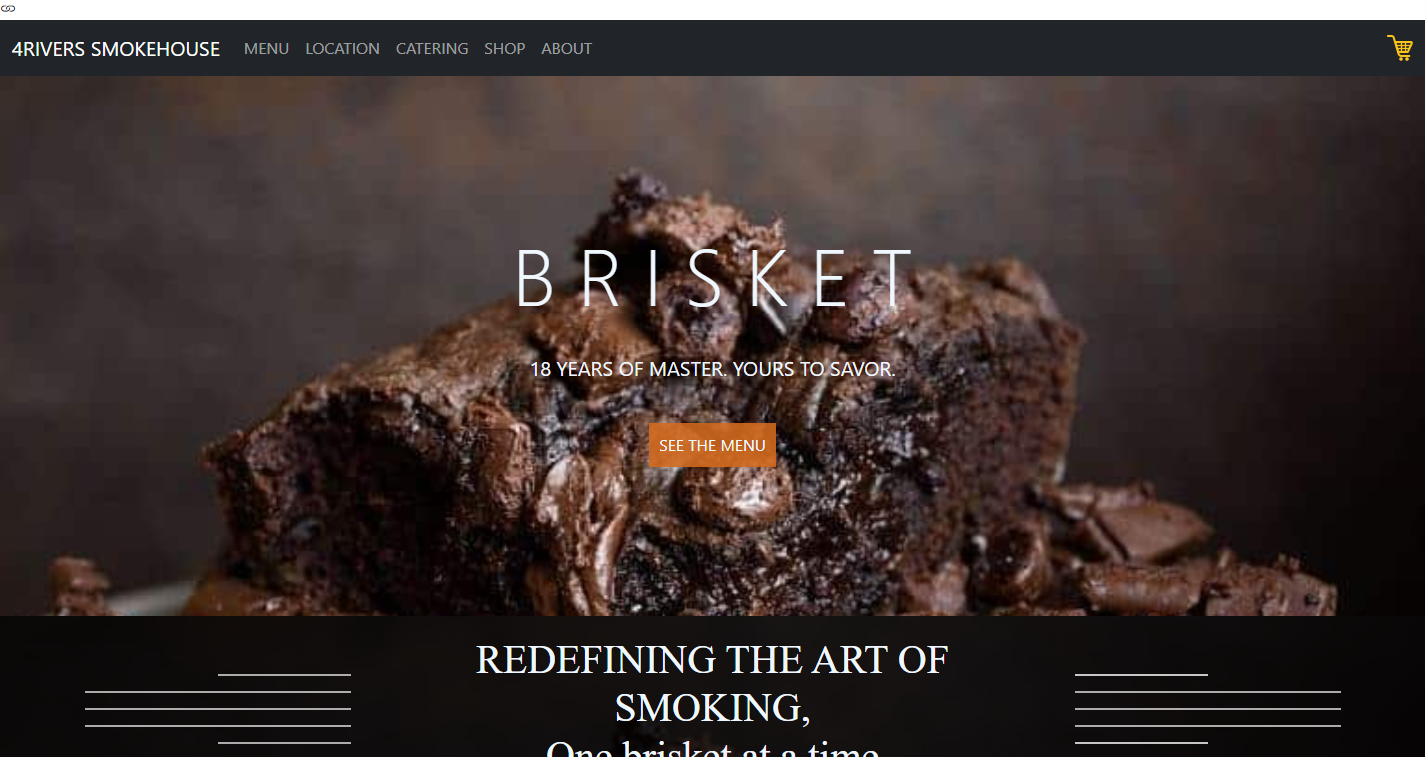 4RIVERS SMOKEHOUSE MENU LOCATION CATERING SHOP ABOUT
BRISKET
18 YEARS OF MASTER. YOURS TO SAVOR.
SEE THE MENU
REDEFINING THE ART OF
SMOKING,
One brisket at a time